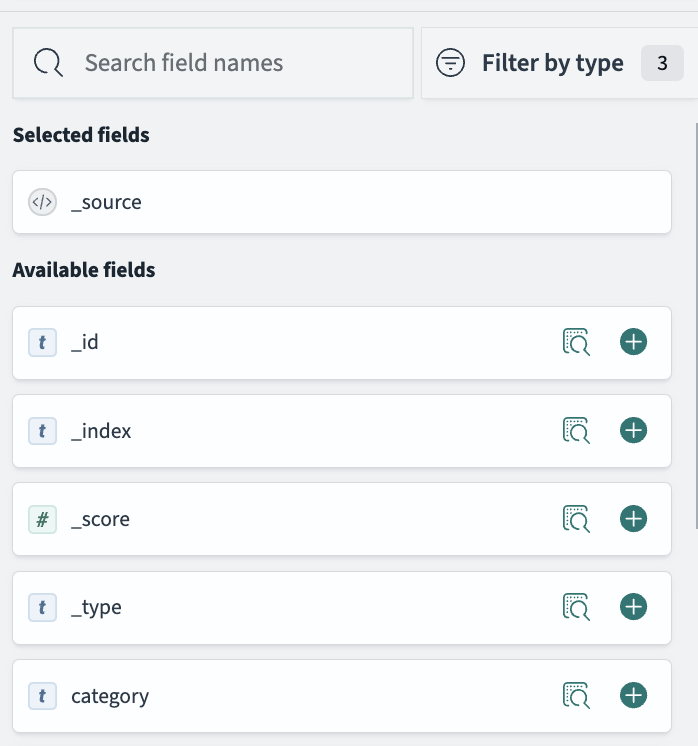 Search field names
Filter by type 3
Selected fields
</> _source
Available fields
t _id
t _index
# _score
t _type
t category